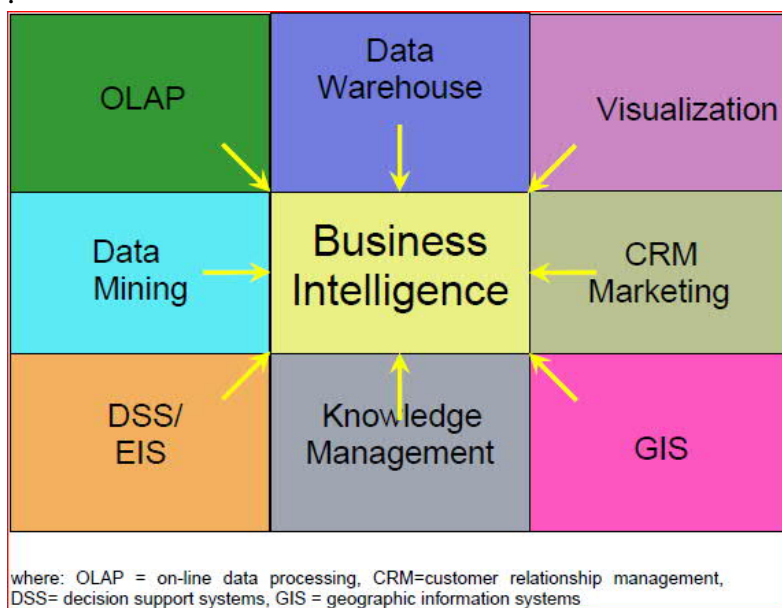 OLAP
Data
Warehouse
Visualization
Data
Mining
Business
Intelligence
CRM
Marketing
DSS/
EIS
Knowledge
Management
GIS
where: OLAP = on-line data processing, CRM=customer relationship management,
DSS= decision support systems, GIS = geographic information systems